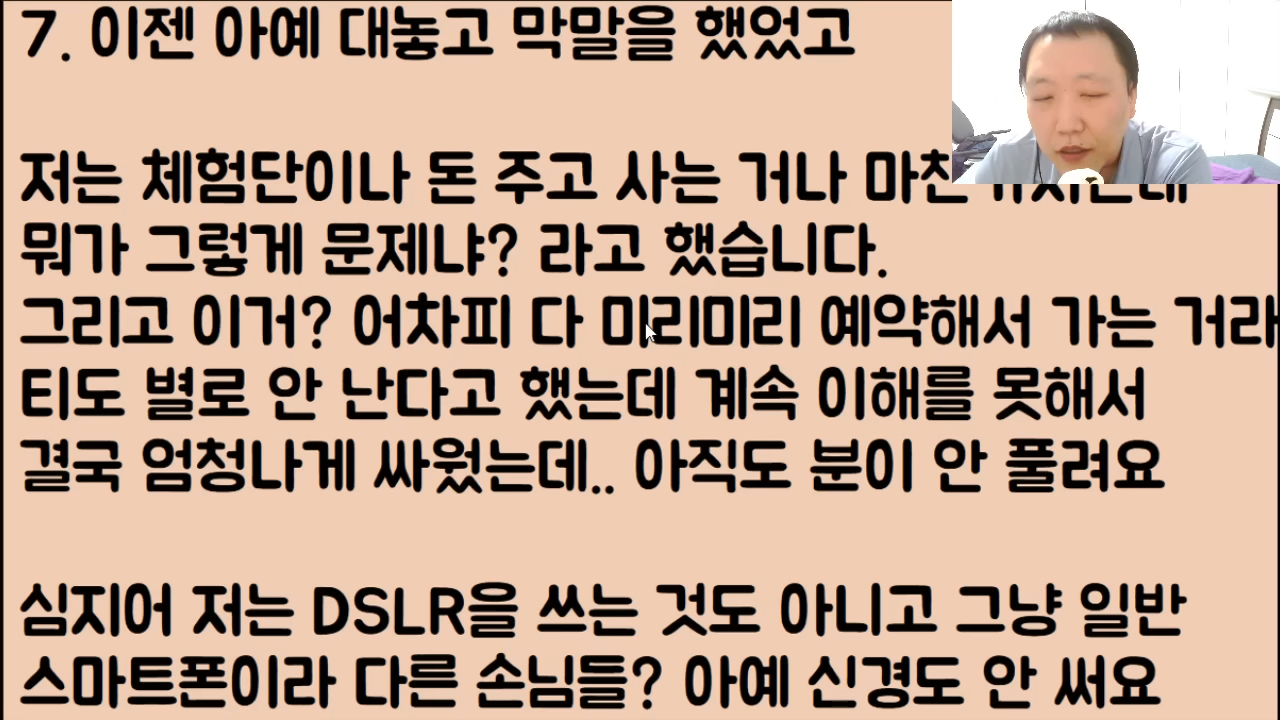 7. 이젠 아예 대놓고 막말을 했었고
저는 체험단이나 돈 주고 사는 거나 마찬
뭐가 그렇게 문제냐? 라고 했습니다.
그리고 이거? 어차피 다 미리미리 예약해서 가는 거라
티도 별로 안 난다고 했는데 계속 이해를 못해서
결국 엄청나게 싸웠는데.. 아직도 분이 안 풀려요
심지어 저는 DSLR을 쓰는 것도 아니고 그냥 일반
스마트폰이라 다른 손님들? 아예 신경도 안 써요